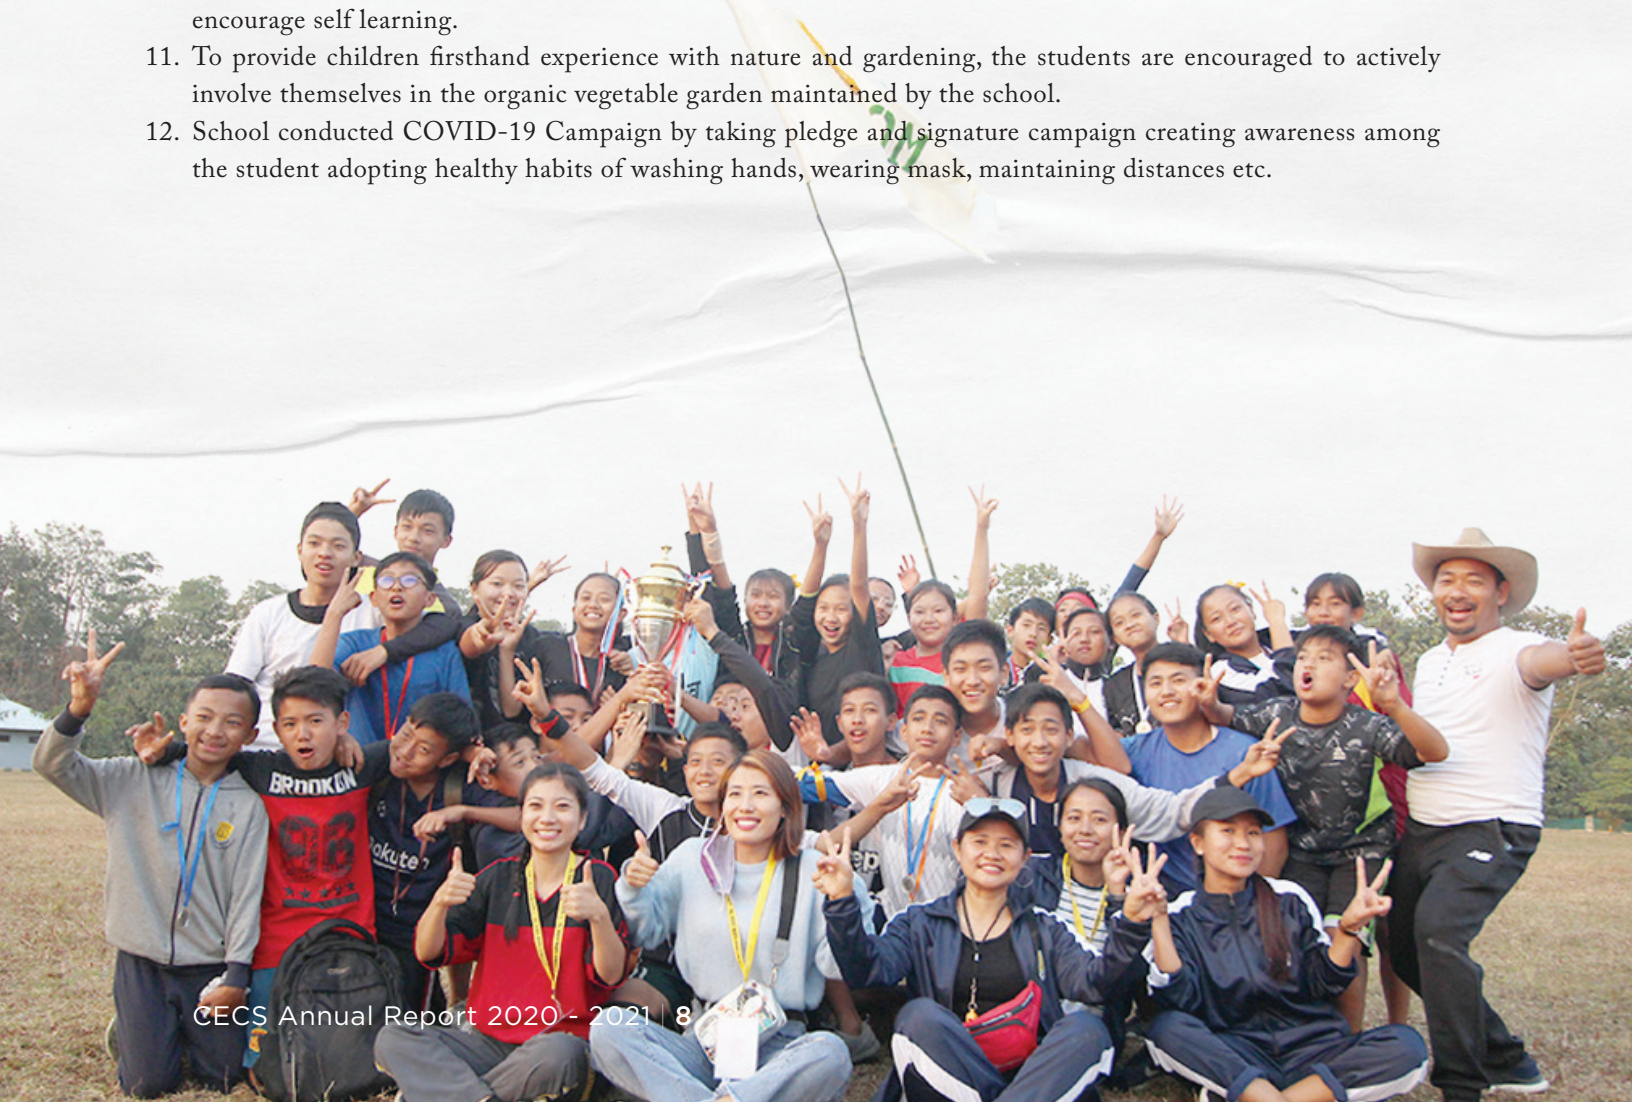 encourage self learning.
11. To provide children firsthand experience with nature and gardening, the students are encouraged to actively
involve themselves in the organic vegetable garden maintained by the school.
12. School conducted COVID-19 Campaign by taking pledge and signature campaign creating awareness among
the student adopting healthy habits of washing hands, wearing mask, maintaining distances etc.
BROOKLYN
96
CECS Annual Report 2020 - 2021 | 8